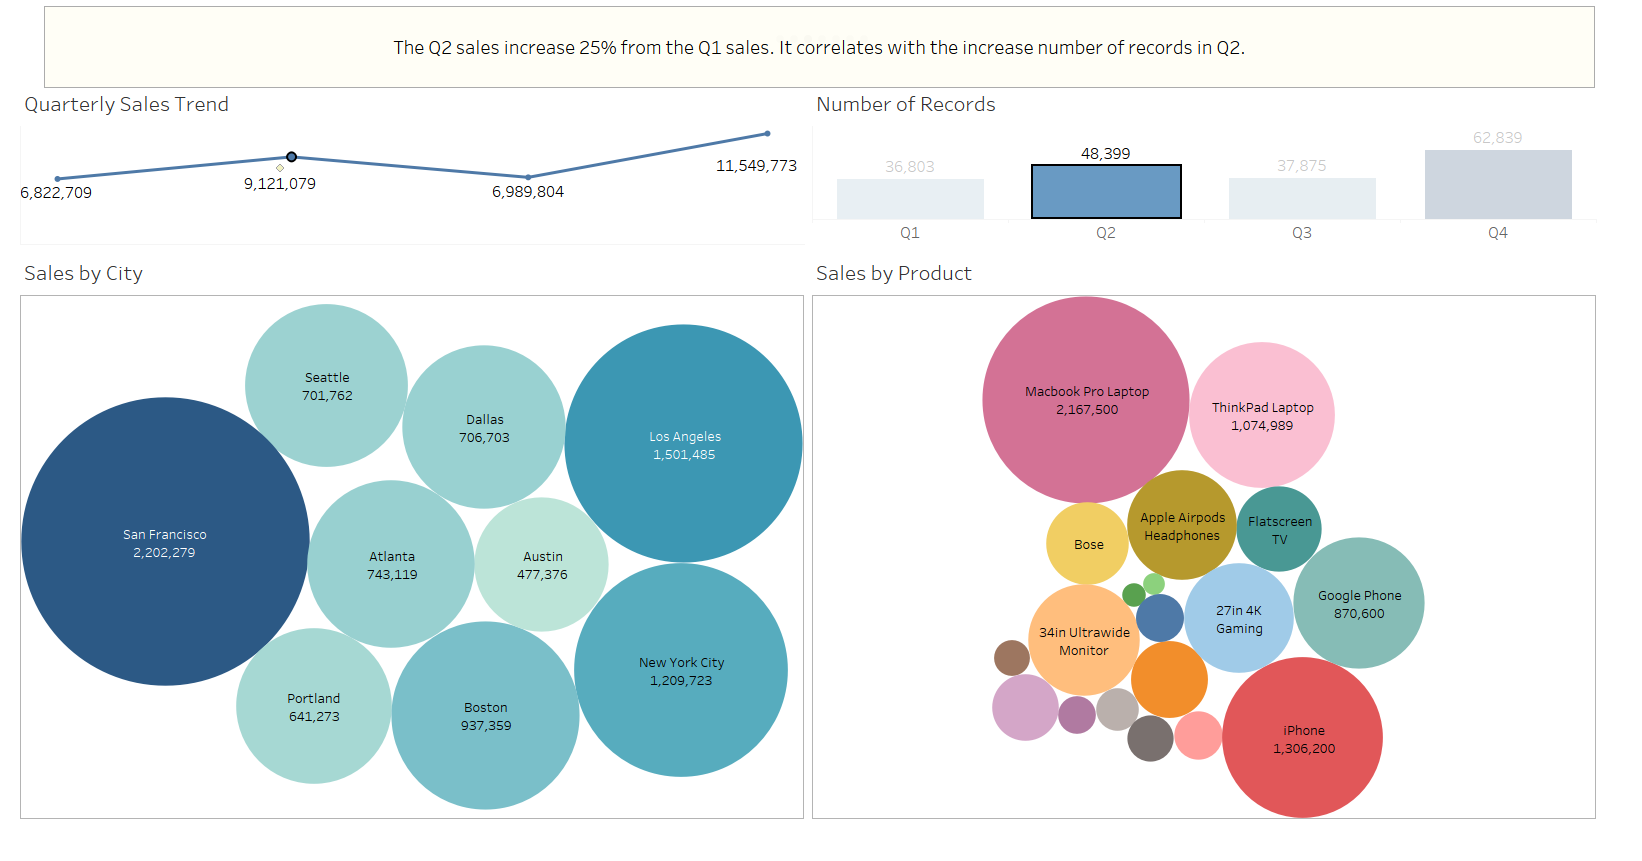 The Q2 sales increase 25% from the Q1 sales. It correlates with the increase number of records in Q2.
Quarterly Sales Trend
6,822,709
9,121,079
6,989,804
11,549,773
Number of Records
36,803
48,399
37,875
62,839
Q1
Q2
Q3
Q4
Sales by City
Seattle
701,762
Dallas
706,703
Los Angeles
1,501,485
San Francisco
2,202,279
Atlanta
743,119
Austin
477,376
New York City
1,209,723
Portland
641,273
Boston
937,359
Sales by Product
Macbook Pro Laptop
2,167,500
ThinkPad Laptop
1,074,989
Apple Airpods
Headphones
Flatscreen
TV
Bose
Google Phone
870,600
27in 4K
Gaming
34in Ultrawide
Monitor
iPhone
1,306,200